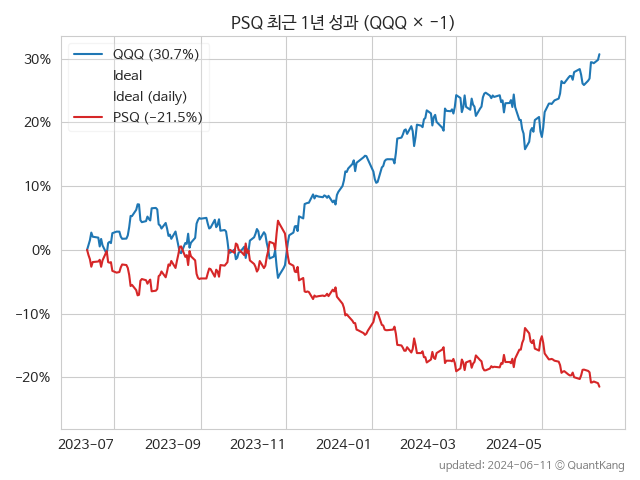 PSQ 최근 1년 성과 (QQQ × −1)
QQQ (30.7%)
Ideal
Ideal (daily)
PSQ (−21.5%)
30%
20%
10%
0%
−10%
−20%
2023−07 2023−09 2023−11 2024−01 2024−03 2024−05
updated: 2024−06−11 © QuantKang